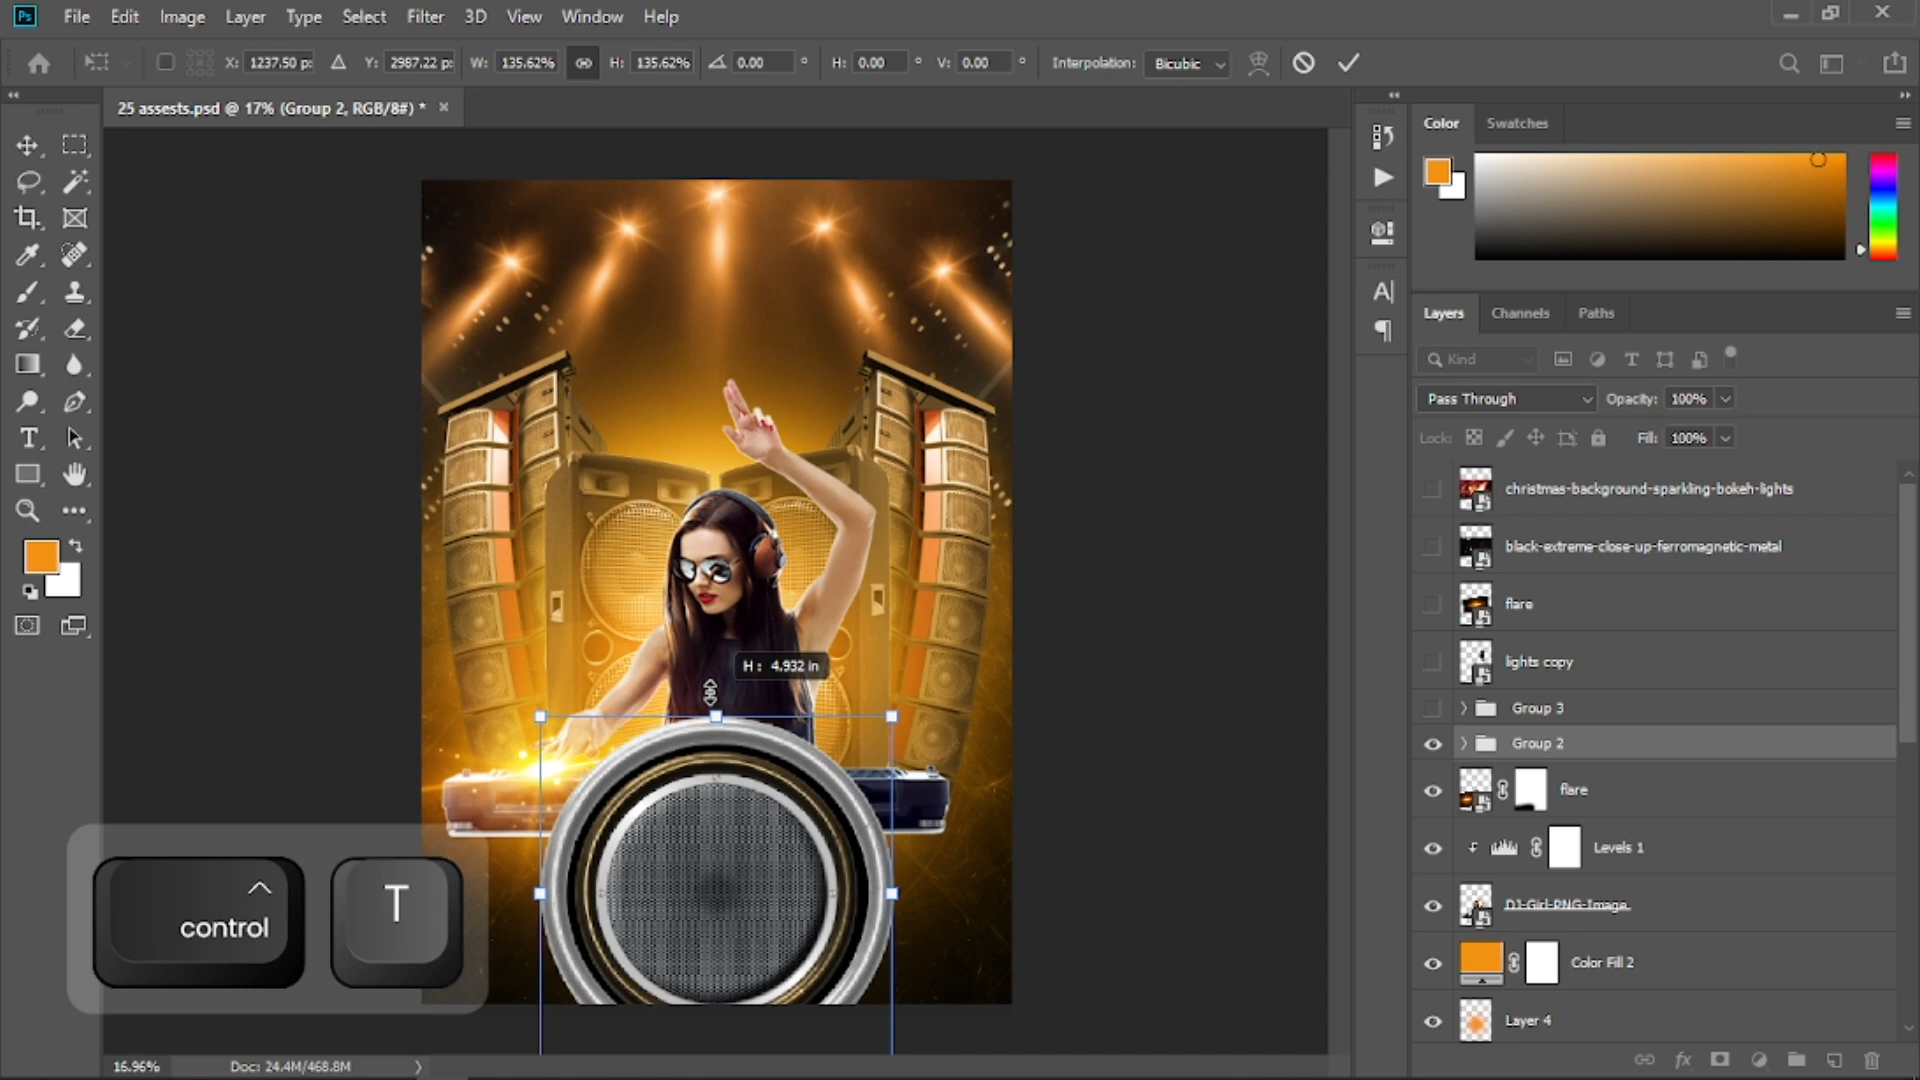 Ps File Edit Image Layer Type Select Filter 3D View Window Help
X: 1237.50 px Y: 2987.22 px W: 135.62% H: 135.62% 0.00 ° H: 0.00 ° V: 0.00 ° Interpolation: Bicubic
25 assests.psd @ 17% (Group 2, RGB/8#) * ×
Color Swatches
Layers Channels Paths
Kind
Pass Through Opacity: 100%
Lock: Fill: 100%
christmas-background-sparkling-bokeh-lights
black-extreme-close-up-ferromagnetic-metal
flare
lights copy
Group 3
Group 2
flare
Levels 1
DJ-Girl-PNG-Image.
Color Fill 2
Layer 4
H: 4.932 in
control
T
16.96% Doc: 24.4M/468.8M